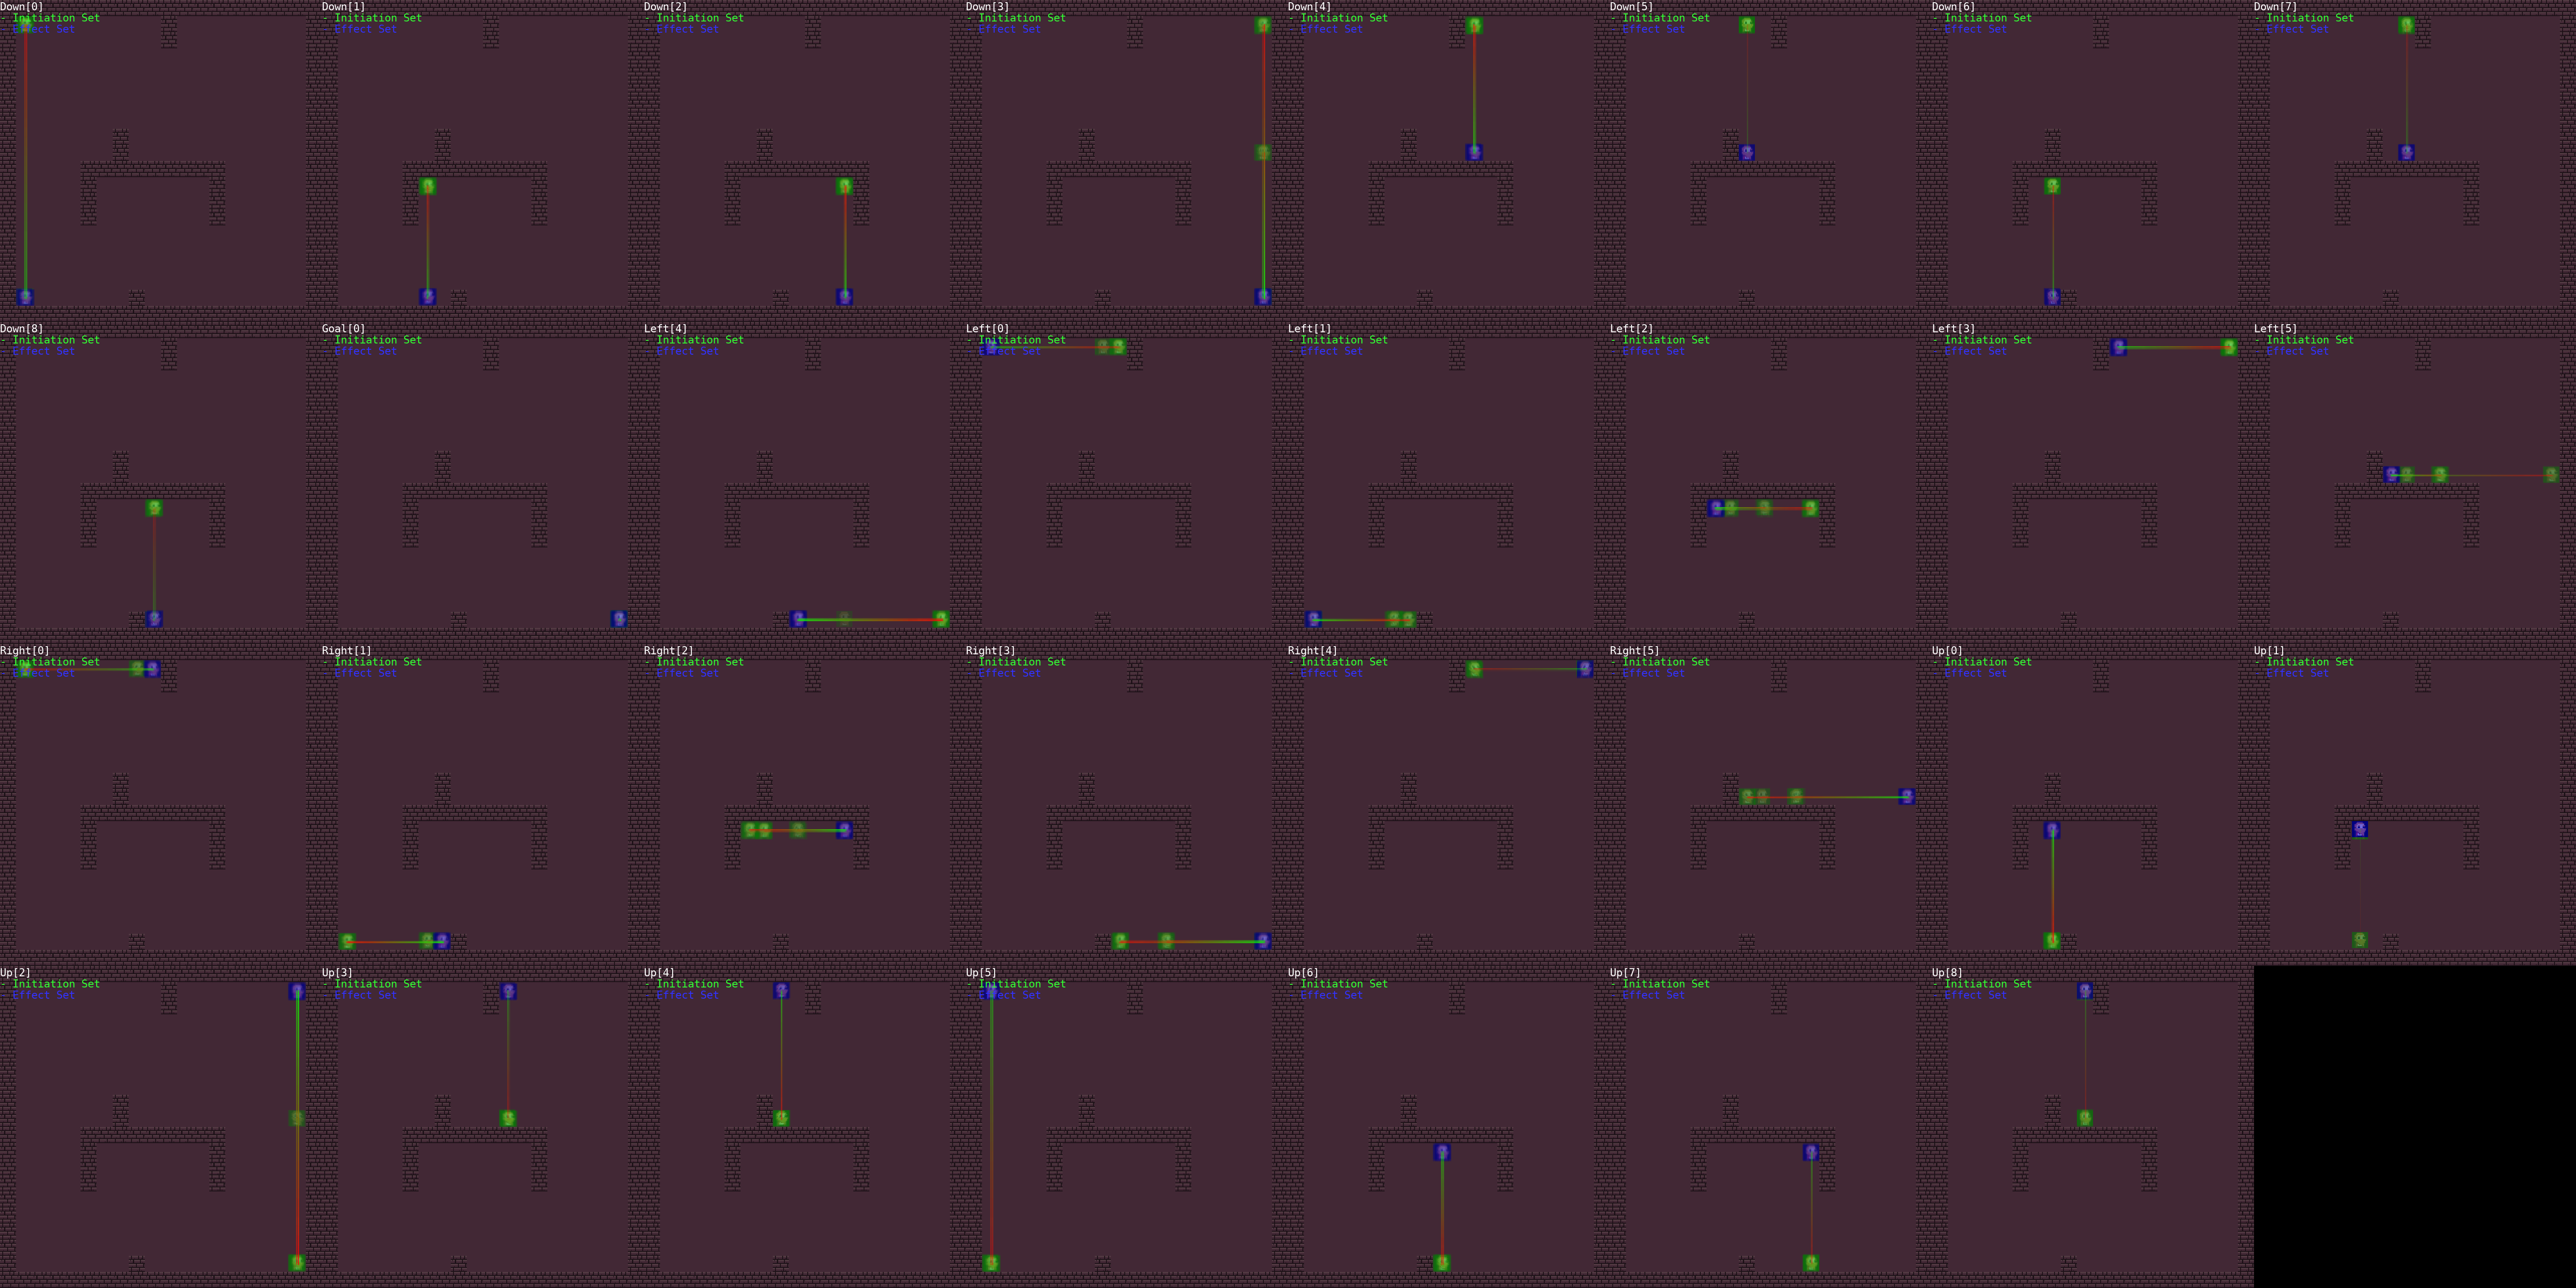 Down[0] Down[1] Down[2] Down[3] Down[4] Down[5] Down[6] Down[7]
- Initiation Set - Initiation Set - Initiation Set - Initiation Set - Initiation Set - Initiation Set - Initiation Set - Initiation Set
Effect Set Effect Set Effect Set Effect Set Effect Set Effect Set Effect Set Effect Set
Down[8] Goal[0] Left[4] Left[0] Left[1] Left[2] Left[3] Left[5]
- Initiation Set - Initiation Set - Initiation Set - Initiation Set - Initiation Set - Initiation Set - Initiation Set - Initiation Set
Effect Set Effect Set Effect Set Effect Set Effect Set Effect Set Effect Set Effect Set
Right[0] Right[1] Right[2] Right[3] Right[4] Right[5] Up[0] Up[1]
- Initiation Set - Initiation Set - Initiation Set - Initiation Set - Initiation Set - Initiation Set - Initiation Set - Initiation Set
Effect Set Effect Set Effect Set Effect Set Effect Set Effect Set Effect Set Effect Set
Up[2] Up[3] Up[4] Up[5] Up[6] Up[7] Up[8]
- Initiation Set - Initiation Set - Initiation Set - Initiation Set - Initiation Set - Initiation Set - Initiation Set
Effect Set Effect Set Effect Set Effect Set Effect Set Effect Set Effect Set